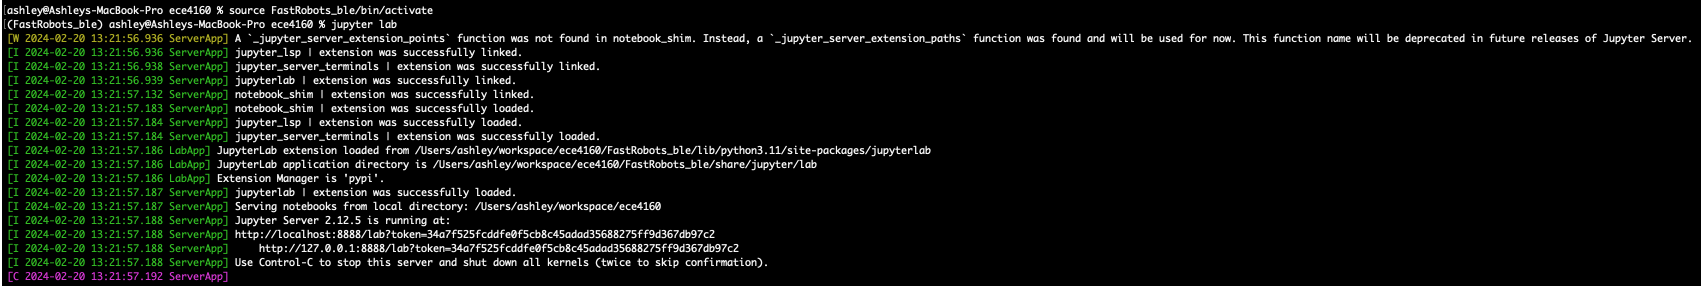 [ashley@Ashleys-MacBook-Pro ece4160 % source FastRobots_ble/bin/activate
[(FastRobots_ble) ashley@Ashleys-MacBook-Pro ece4160 % jupyter lab
[W 2024-02-20 13:21:56.936 ServerApp] A `_jupyter_server_extension_points` function was not found in notebook_shim. Instead, a `_jupyter_server_extension_paths` function was found and will be used for now. This function name will be deprecated in future releases of Jupyter Server.
[I 2024-02-20 13:21:56.936 ServerApp] jupyter_lsp | extension was successfully linked.
[I 2024-02-20 13:21:56.938 ServerApp] jupyter_server_terminals | extension was successfully linked.
[I 2024-02-20 13:21:56.939 ServerApp] jupyterlab | extension was successfully linked.
[I 2024-02-20 13:21:57.132 ServerApp] notebook_shim | extension was successfully linked.
[I 2024-02-20 13:21:57.183 ServerApp] notebook_shim | extension was successfully loaded.
[I 2024-02-20 13:21:57.184 ServerApp] jupyter_lsp | extension was successfully loaded.
[I 2024-02-20 13:21:57.184 ServerApp] jupyter_server_terminals | extension was successfully loaded.
[I 2024-02-20 13:21:57.186 LabApp] JupyterLab extension loaded from /Users/ashley/workspace/ece4160/FastRobots_ble/lib/python3.11/site-packages/jupyterlab
[I 2024-02-20 13:21:57.186 LabApp] JupyterLab application directory is /Users/ashley/workspace/ece4160/FastRobots_ble/share/jupyter/lab
[I 2024-02-20 13:21:57.186 LabApp] Extension Manager is 'pypi'.
[I 2024-02-20 13:21:57.187 ServerApp] jupyterlab | extension was successfully loaded.
[I 2024-02-20 13:21:57.187 ServerApp] Serving notebooks from local directory: /Users/ashley/workspace/ece4160
[I 2024-02-20 13:21:57.188 ServerApp] Jupyter Server 2.12.5 is running at:
[I 2024-02-20 13:21:57.188 ServerApp] http://localhost:8888/lab?token=34a7f525fcddfe0f5cb8c45adad35688275ff9d367db97c2
[I 2024-02-20 13:21:57.188 ServerApp]     http://127.0.0.1:8888/lab?token=34a7f525fcddfe0f5cb8c45adad35688275ff9d367db97c2
[I 2024-02-20 13:21:57.188 ServerApp] Use Control-C to stop this server and shut down all kernels (twice to skip confirmation).
[C 2024-02-20 13:21:57.192 ServerApp]